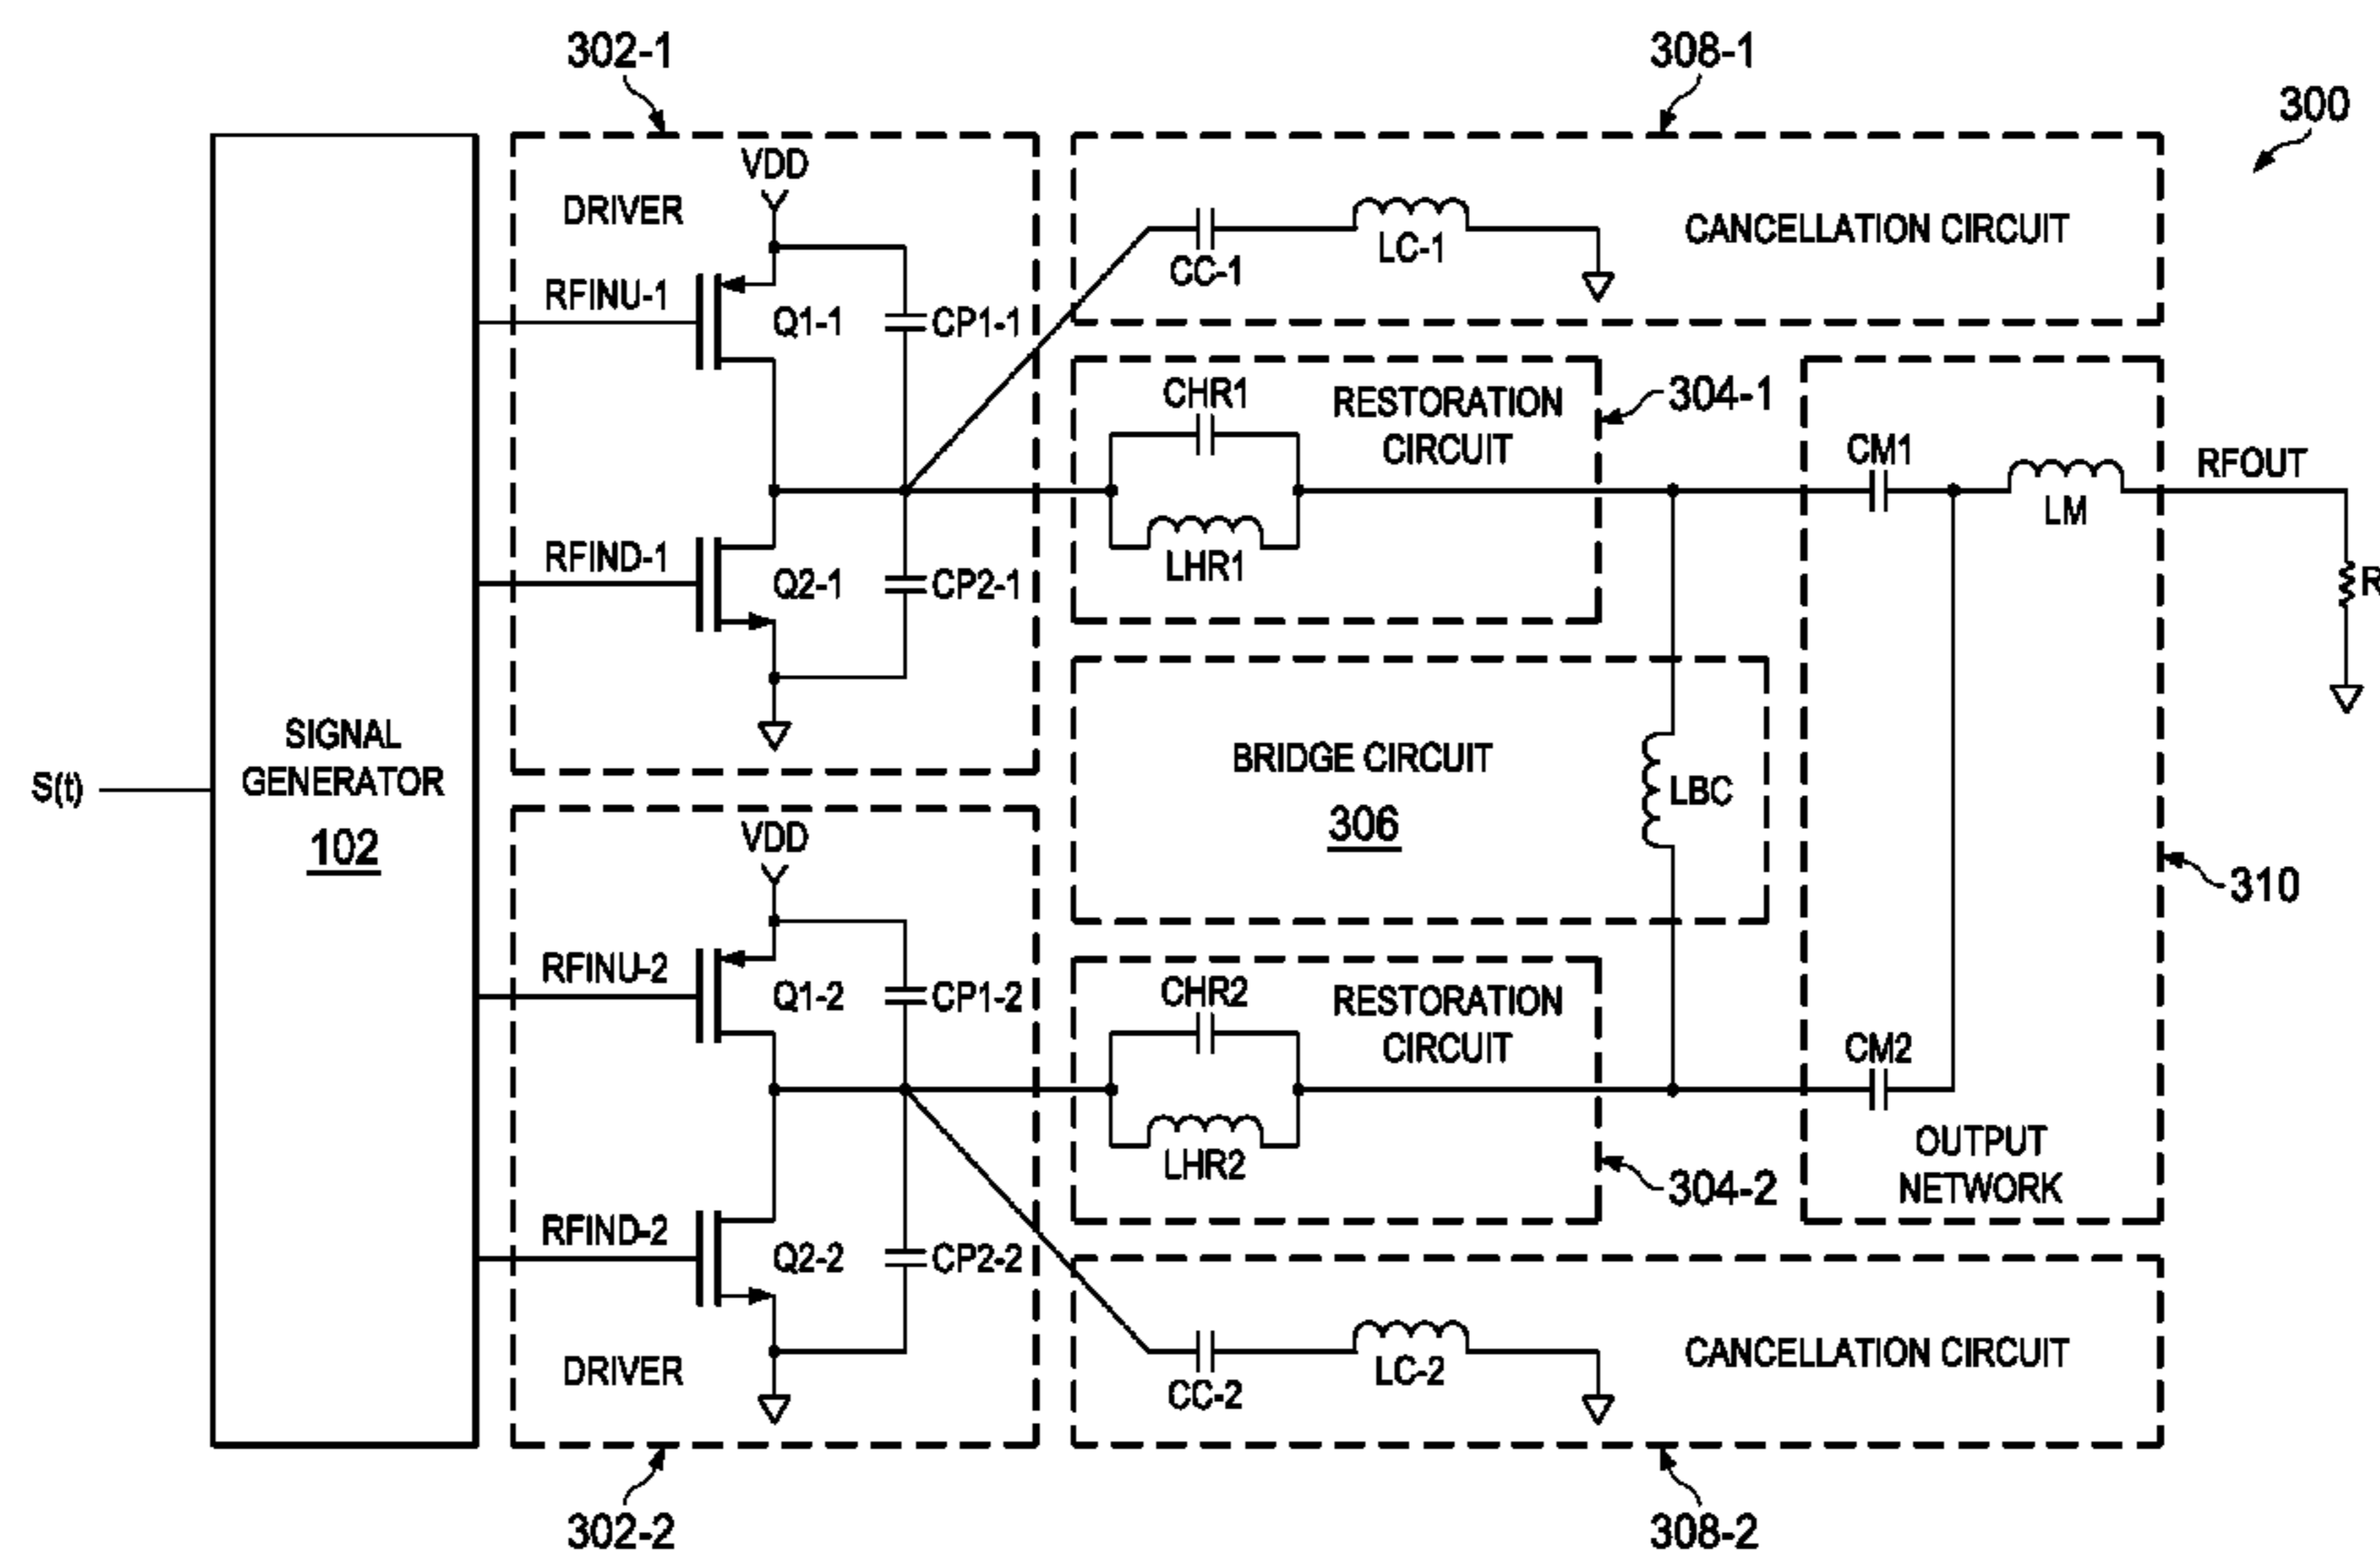 302-1
308-1
300
VDD
DRIVER
RFINU-1
Q1-1
CP1-1
CC-1
LC-1
CANCELLATION CIRCUIT
CHR1
RESTORATION
CIRCUIT
304-1
LHR1
RFIND-1
Q2-1
CP2-1
CM1
LM
RFOUT
R
S(t)
SIGNAL
GENERATOR
102
BRIDGE CIRCUIT
306
LBC
310
VDD
RFINU-2
Q1-2
CP1-2
CHR2
RESTORATION
CIRCUIT
304-2
LHR2
CM2
OUTPUT
NETWORK
RFIND-2
Q2-2
CP2-2
DRIVER
CC-2
LC-2
CANCELLATION CIRCUIT
302-2
308-2